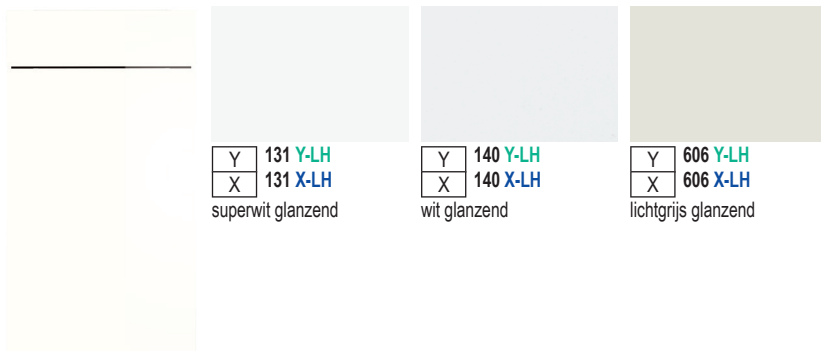 Y 131 Y-LH
X 131 X-LH
superwit glanzend
Y 140 Y-LH
X 140 X-LH
wit glanzend
Y 606 Y-LH
X 606 X-LH
lichtgrijs glanzend